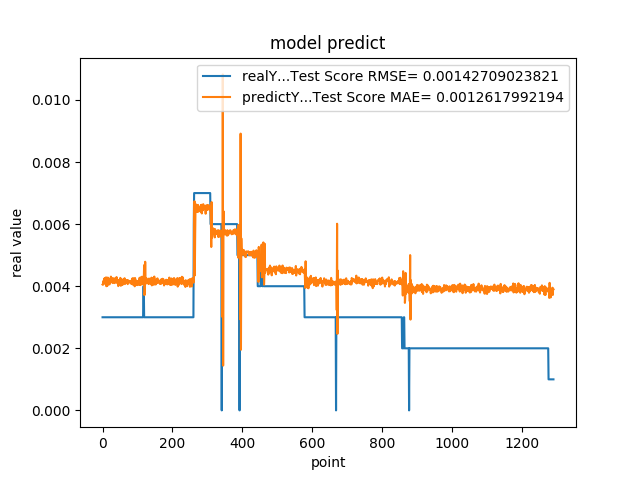 model predict
realY...Test Score RMSE= 0.00142709023821
predictY...Test Score MAE= 0.0012617992194
0.010
0.008
0.006
0.004
0.002
0.000
real value
0 200 400 600 800 1000 1200
point